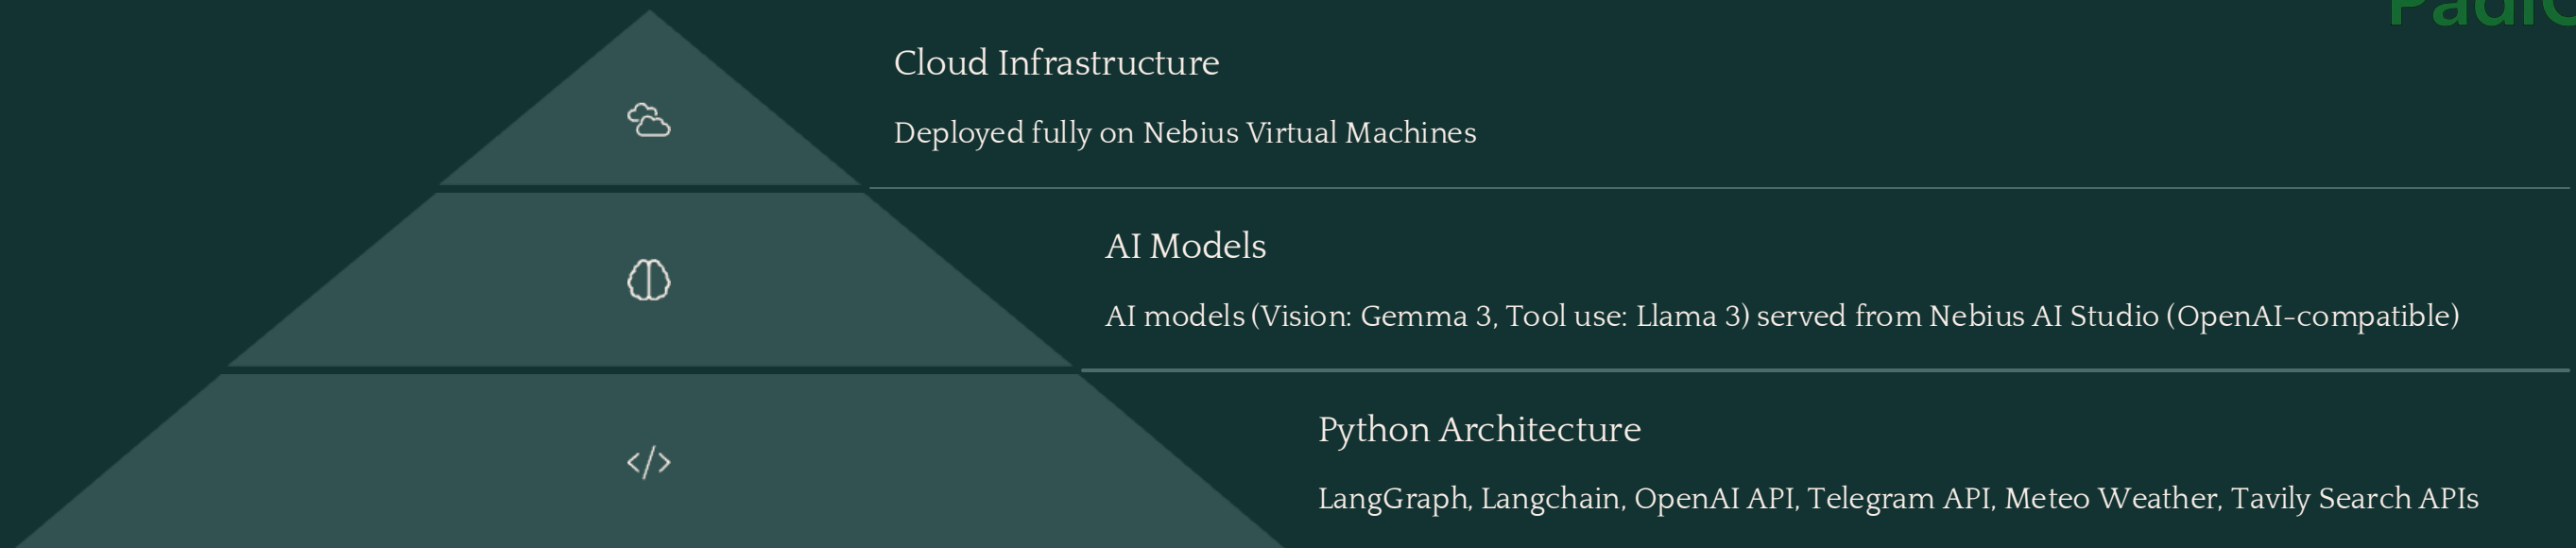 Cloud Infrastructure
Deployed fully on Nebius Virtual Machines
AI Models
AI models (Vision: Gemma 3, Tool use: Llama 3) served from Nebius AI Studio (OpenAI-compatible)
Python Architecture
LangGraph, Langchain, OpenAI API, Telegram API, Meteo Weather, Tavily Search APIs